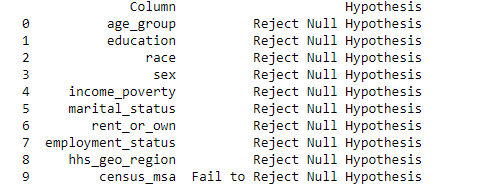 Column Hypothesis
0 age_group Reject Null Hypothesis
1 education Reject Null Hypothesis
2 race Reject Null Hypothesis
3 sex Reject Null Hypothesis
4 income_poverty Reject Null Hypothesis
5 marital_status Reject Null Hypothesis
6 rent_or_own Reject Null Hypothesis
7 employment_status Reject Null Hypothesis
8 hhs_geo_region Reject Null Hypothesis
9 census_msa Fail to Reject Null Hypothesis